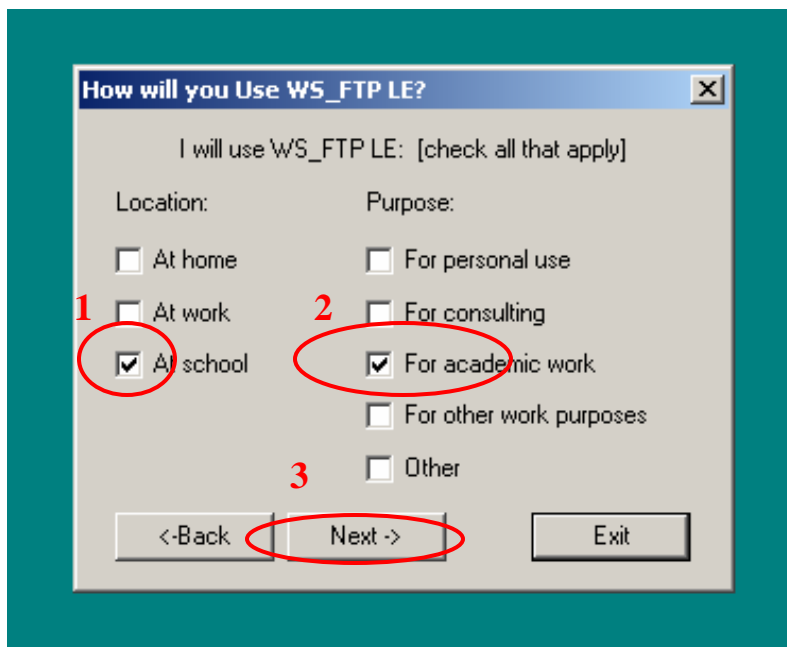 How will you Use WS_FTP LE?
I will use WS_FTP LE: [check all that apply]
Location:
Purpose:
At home
For personal use
1
At work
2
For consulting
At school
For academic work
For other work purposes
3
Other
<-Back
Next ->
Exit